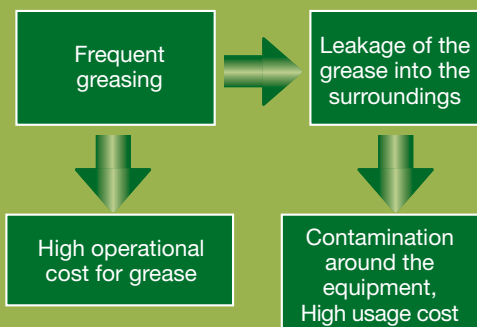 Frequent
greasing
Leakage of the
grease into the
surroundings
High operational
cost for grease
Contamination
around the
equipment,
High usage cost